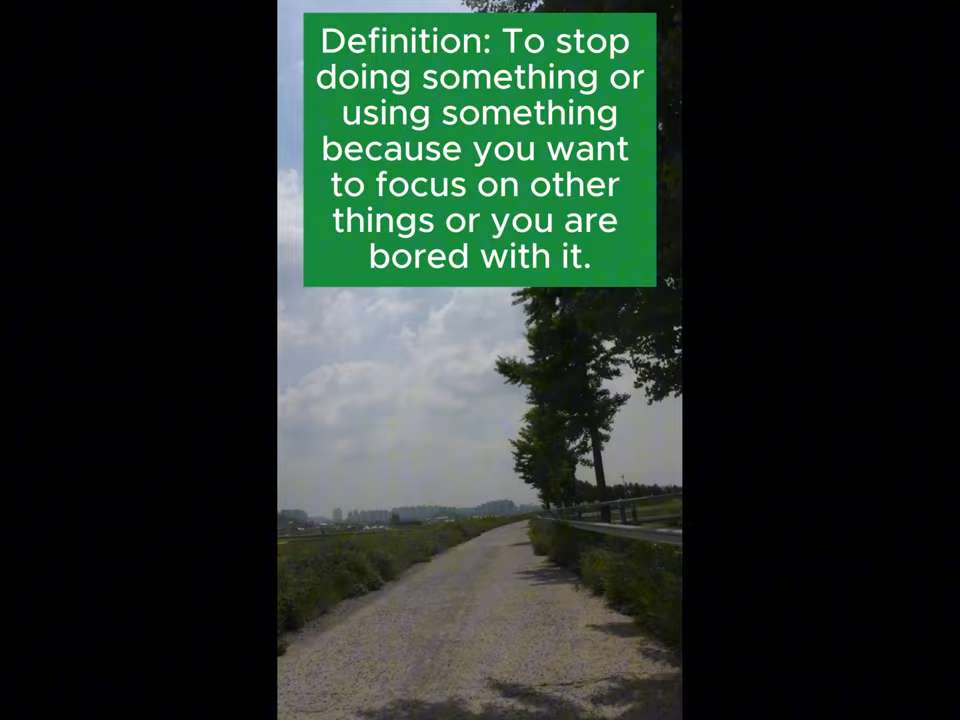 Definition: To stop
doing something or
using something
because you want
to focus on other
things or you are
bored with it.